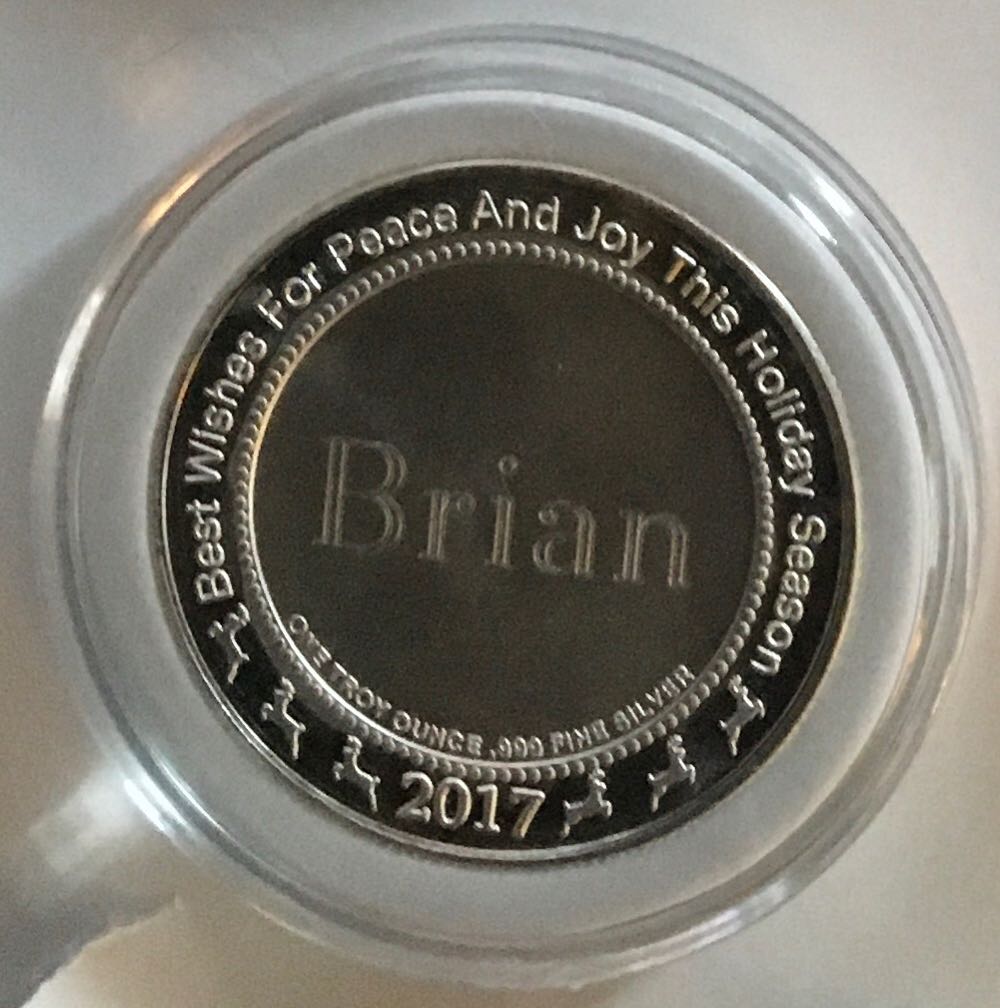 Best Wishes For Peace And Joy This Holiday Season
Brian
ONE TROY OUNCE .999 FINE SILVER
2017